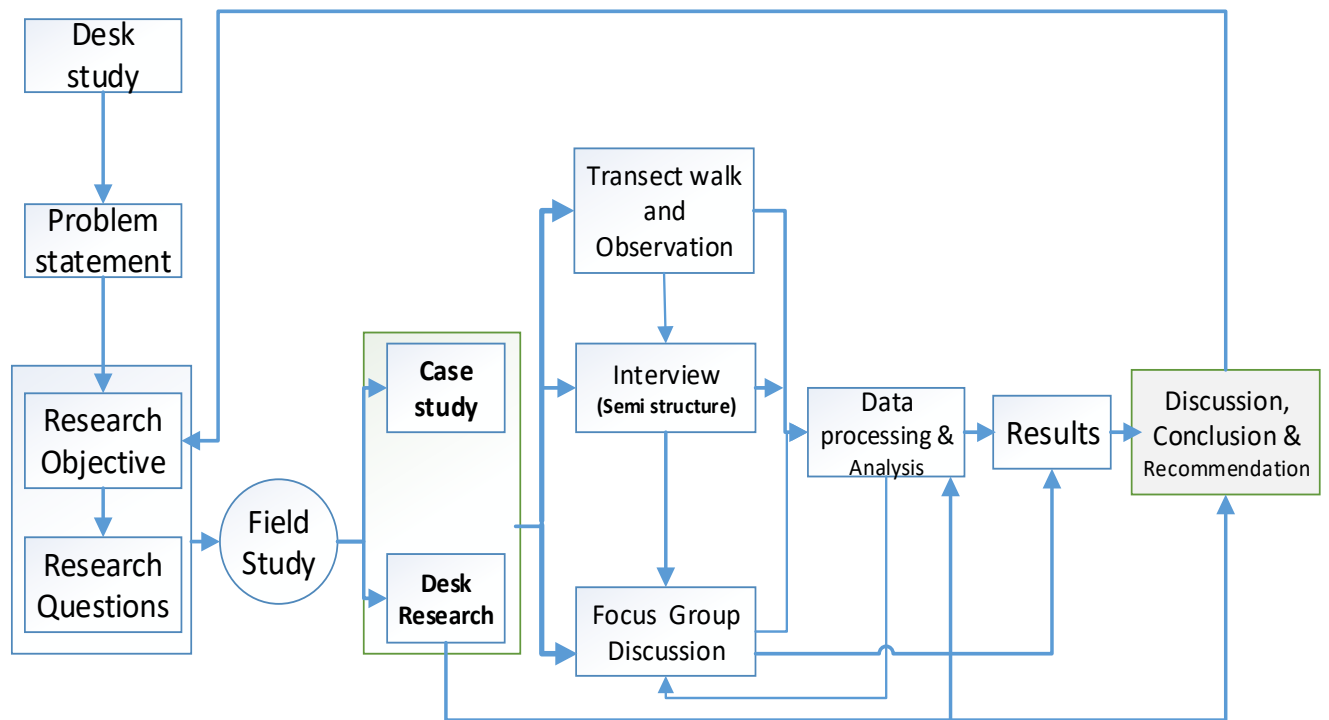 Desk
study
Problem
statement
Research
Objective
Research
Questions
Field
Study
Case
study
Desk
Research
Transect walk
and
Observation
Interview
(Semi structure)
Focus Group
Discussion
Data
processing &
Analysis
Results
Discussion,
Conclusion &
Recommendation